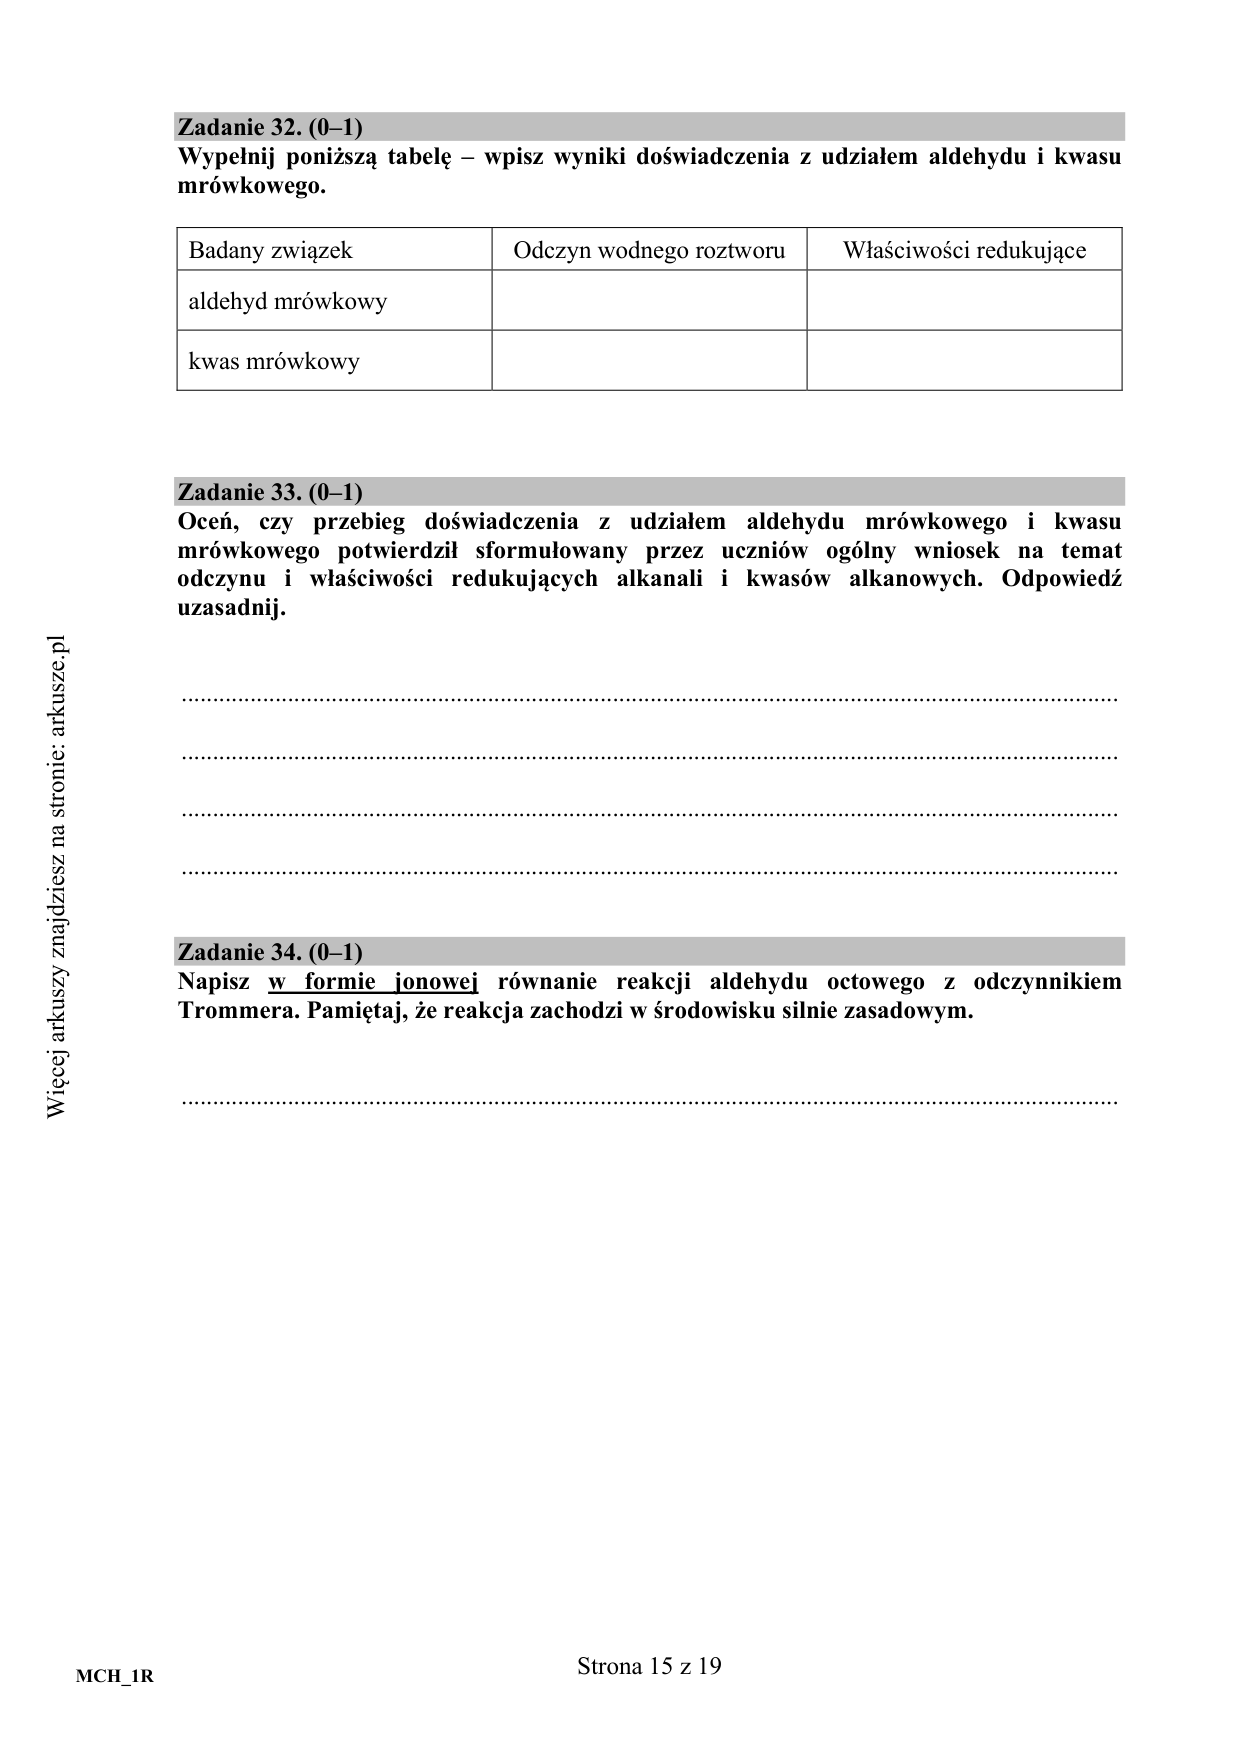 Zadanie 32. (0–1)
Wypełnij poniższą tabelę – wpisz wyniki doświadczenia z udziałem aldehydu i kwasu
mrówkowego.
Badany związek Odczyn wodnego roztworu Właściwości redukujące
aldehyd mrówkowy
kwas mrówkowy
Zadanie 33. (0–1)
Oceń, czy przebieg doświadczenia z udziałem aldehydu mrówkowego i kwasu
mrówkowego potwierdził sformułowany przez uczniów ogólny wniosek na temat
odczynu i właściwości redukujących alkanali i kwasów alkanowych. Odpowiedź
uzasadnij.
Zadanie 34. (0–1)
Napisz w formie jonowej równanie reakcji aldehydu octowego z odczynnikiem
Trommera. Pamiętaj, że reakcja zachodzi w środowisku silnie zasadowym.
Więcej arkuszy znajdziesz na stronie: arkusze.pl
MCH_1R
Strona 15 z 19